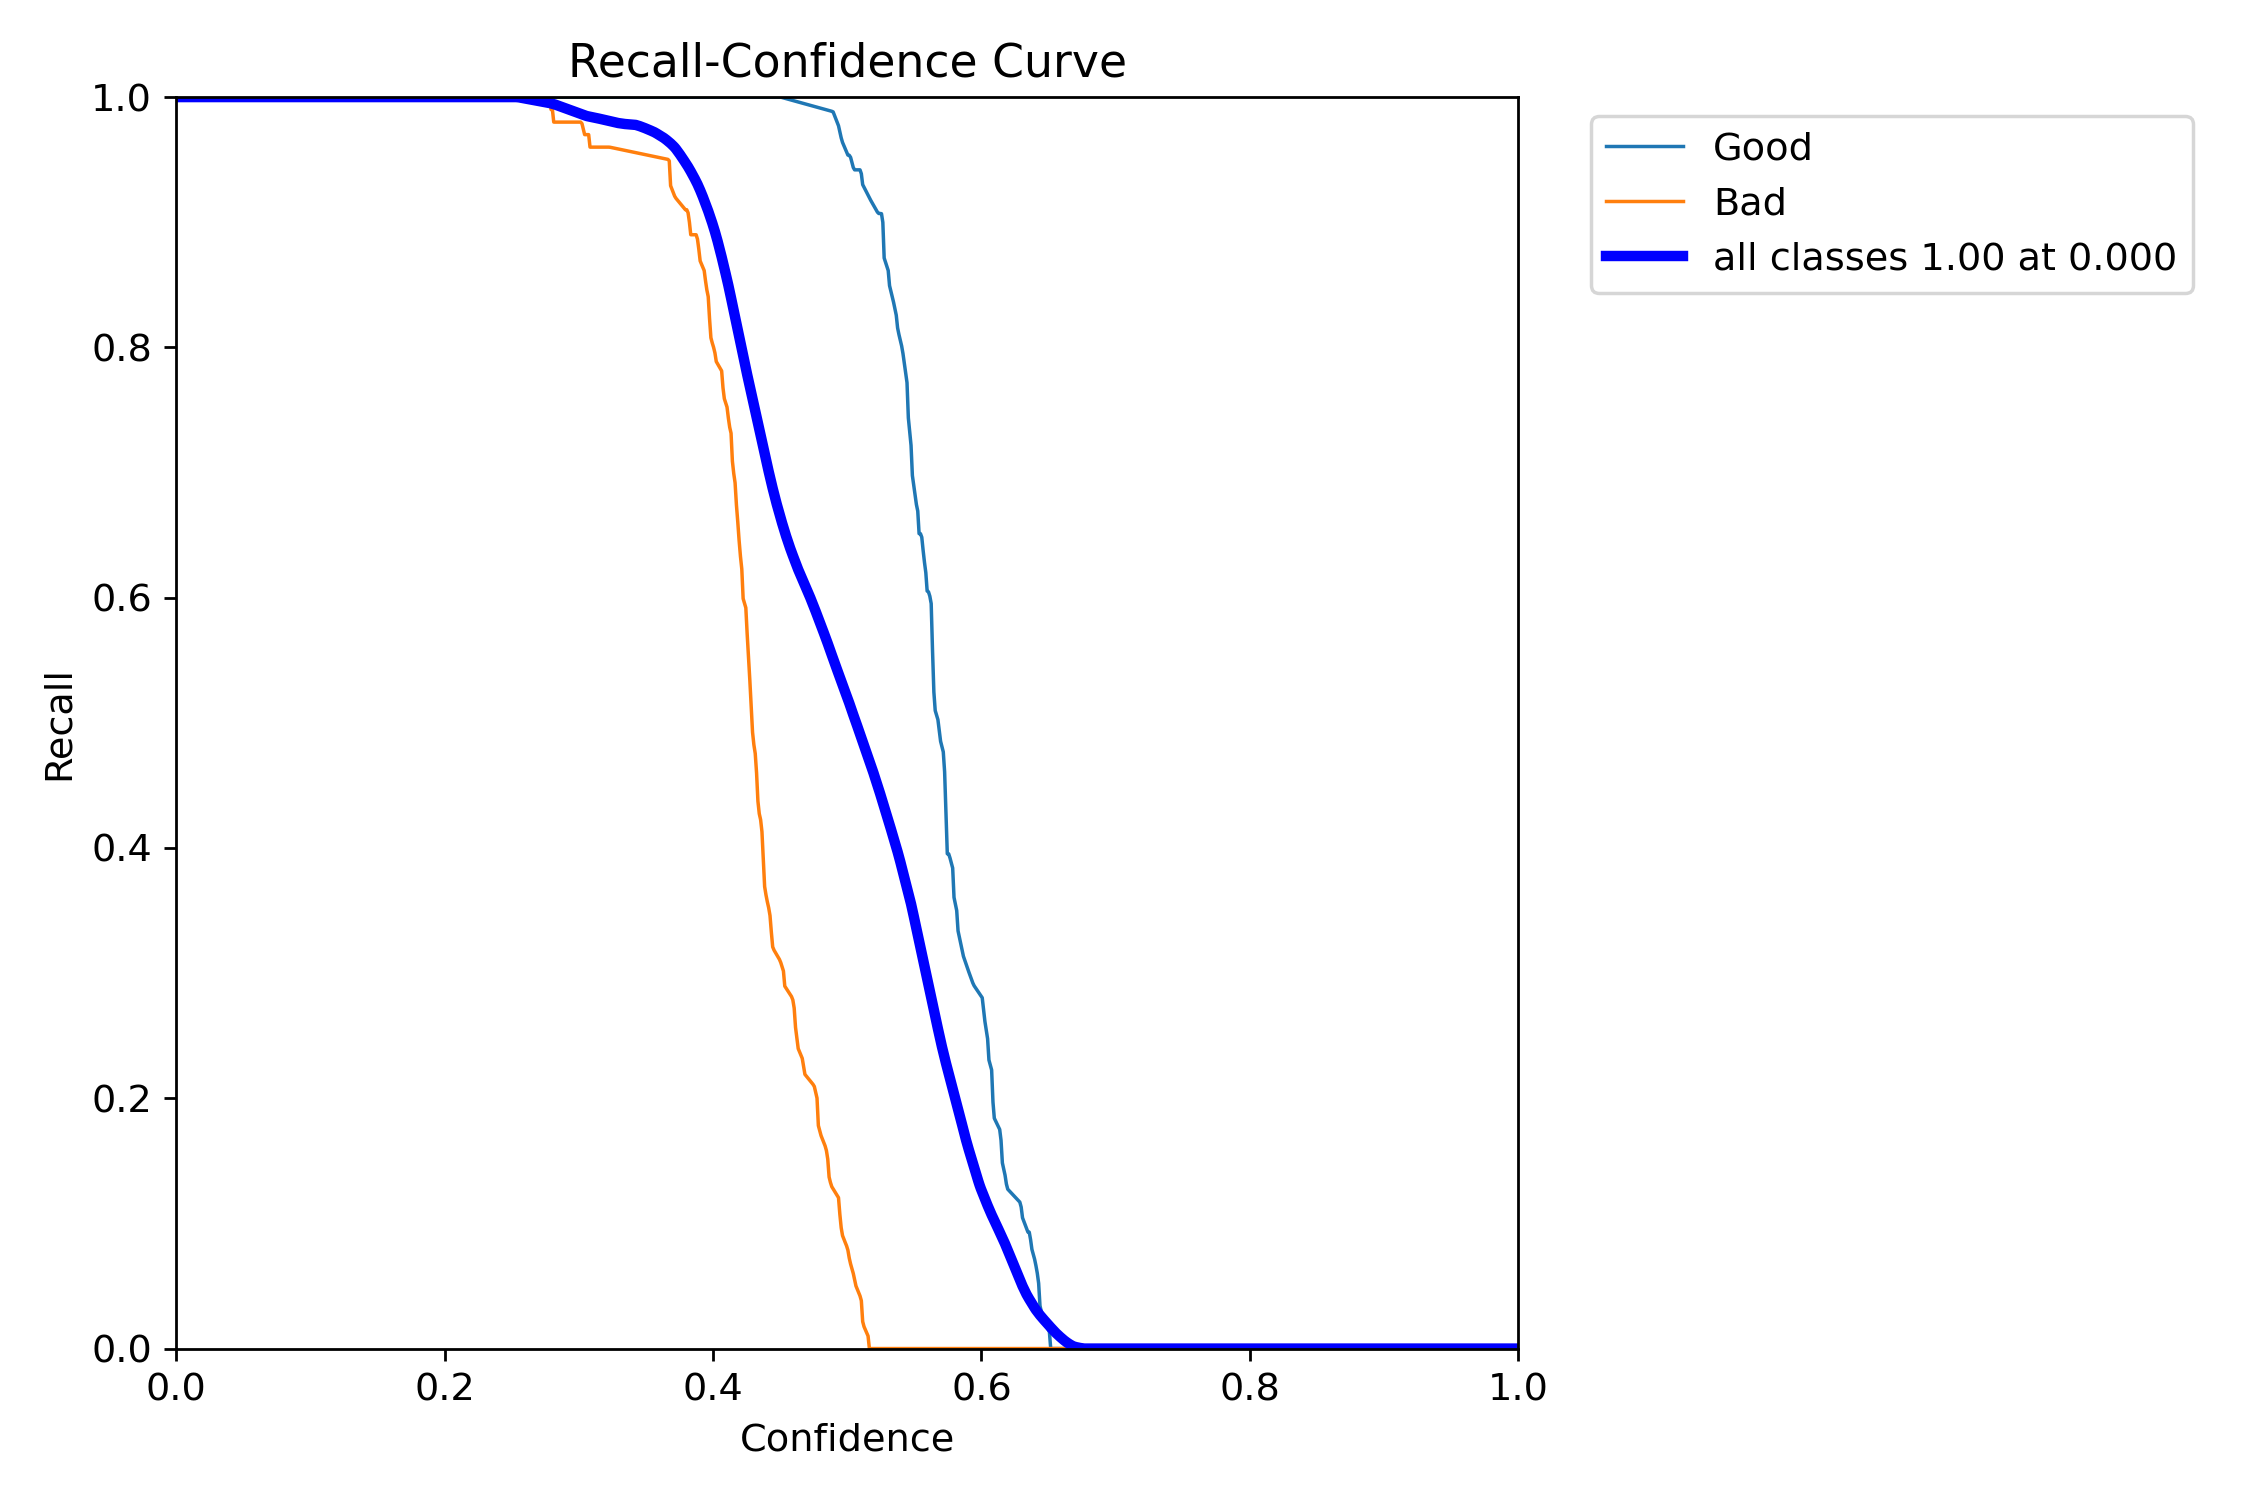 Recall-Confidence Curve
1.0
0.8
0.6
0.4
0.2
0.0
Recall
0.0 0.2 0.4 0.6 0.8 1.0
Confidence
Good
Bad
all classes 1.00 at 0.000